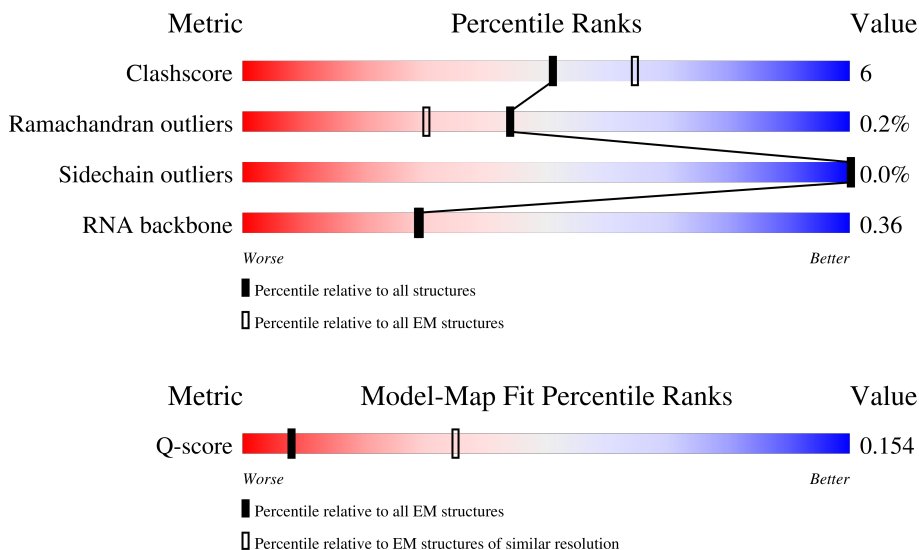 Metric Percentile Ranks Value
Clashscore 6
Ramachandran outliers 0.2%
Sidechain outliers 0.0%
RNA backbone 0.36
Worse Better
Percentile relative to all structures
Percentile relative to all EM structures
Metric Model-Map Fit Percentile Ranks Value
Q-score 0.154
Worse Better
Percentile relative to all EM structures
Percentile relative to EM structures of similar resolution